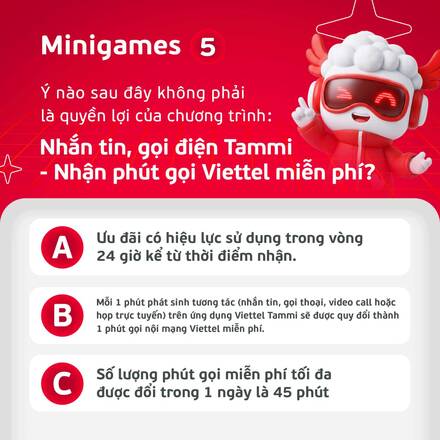 Minigames 5
Ý nào sau đây không phải
là quyền lợi của chương trình:
Nhắn tin, gọi điện Tammi
- Nhận phút gọi Viettel miễn phí?
A
Ưu đãi có hiệu lực sử dụng trong vòng
24 giờ kể từ thời điểm nhận.
B
Mỗi 1 phút phát sinh tương tác (nhắn tin, gọi thoại, video call hoặc
họp trực tuyến) trên ứng dụng Viettel Tammi sẽ được quy đổi thành
1 phút gọi nội mạng Viettel miễn phí.
C
Số lượng phút gọi miễn phí tối đa
được đổi trong 1 ngày là 45 phút